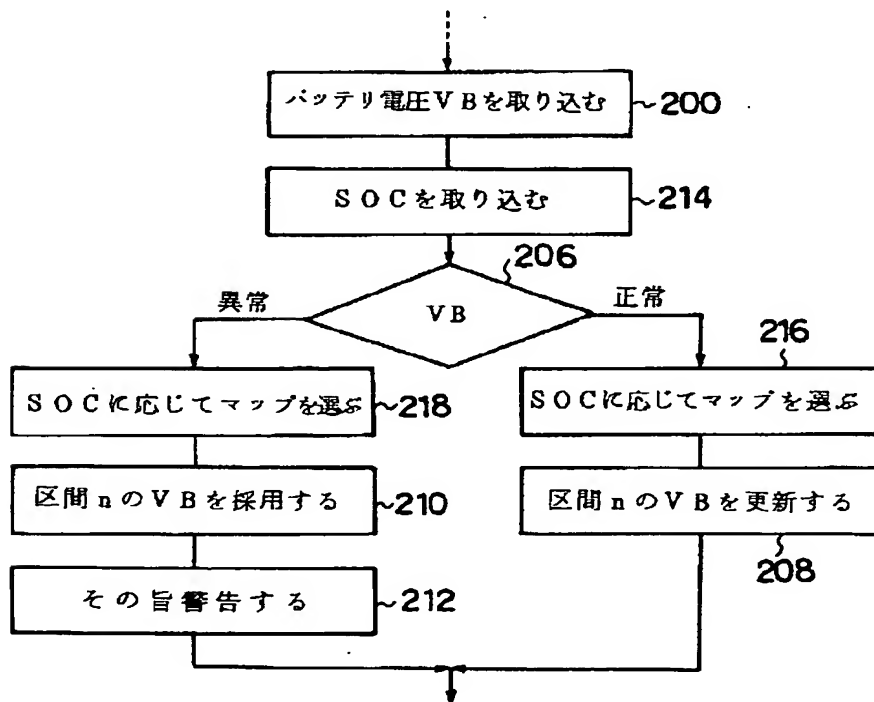 バッテリ電圧VBを取り込む
200
SOCを取り込む
214
206
VB
異常
正常
216
SOCに応じてマップを選ぶ
218
SOCに応じてマップを選ぶ
区間nのVBを採用する
210
区間nのVBを更新する
208
その旨警告する
212